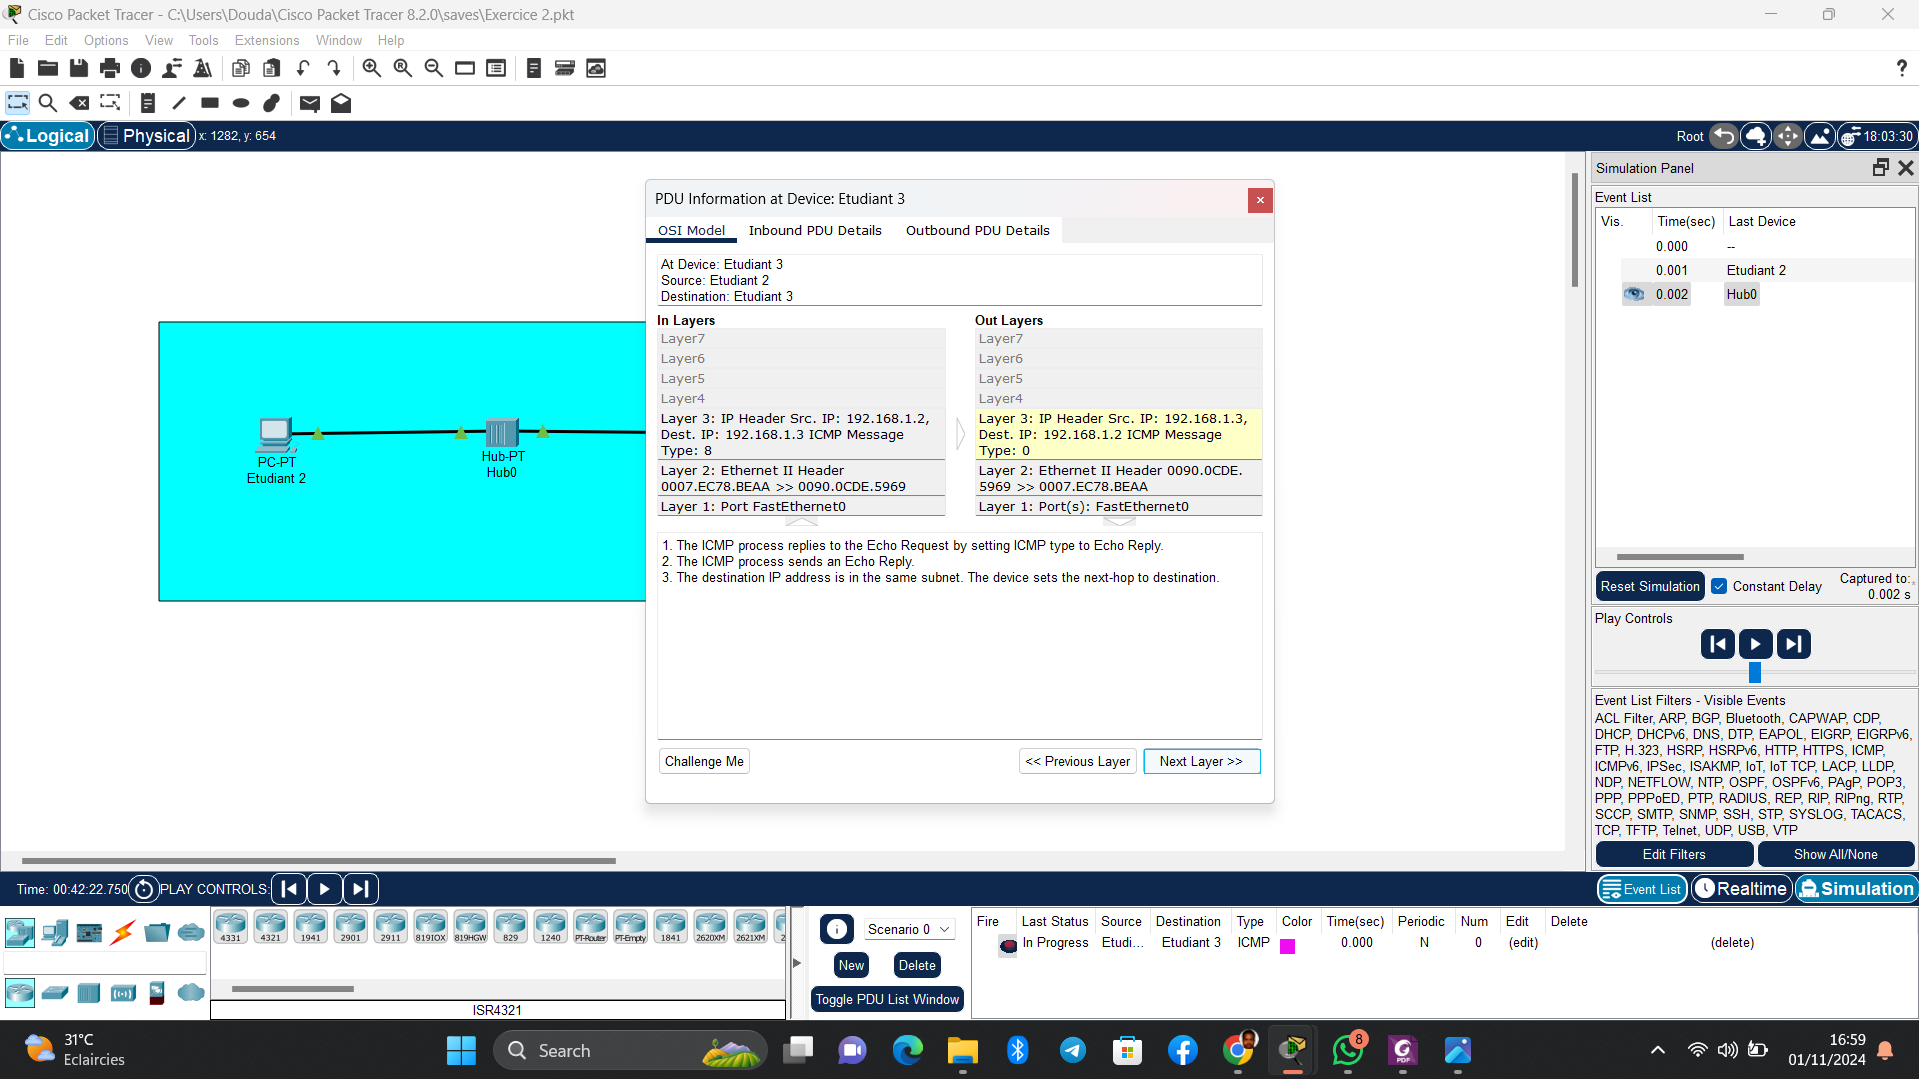 Cisco Packet Tracer - C:\Users\Douda\Cisco Packet Tracer 8.2.0\saves\Exercice 2.pkt
File Edit Options View Tools Extensions Window Help
?
Logical Physical x: 1282, y: 654
Root 18:03:30
PC-PT
Etudiant 2
Hub-PT
Hub0
PDU Information at Device: Etudiant 3
OSI Model Inbound PDU Details Outbound PDU Details
At Device: Etudiant 3
Source: Etudiant 2
Destination: Etudiant 3
In Layers
Layer7
Layer6
Layer5
Layer4
Layer 3: IP Header Src. IP: 192.168.1.2,
Dest. IP: 192.168.1.3 ICMP Message
Type: 8
Layer 2: Ethernet II Header
0007.EC78.BEAA >> 0090.0CDE.5969
Layer 1: Port FastEthernet0
Out Layers
Layer7
Layer6
Layer5
Layer4
Layer 3: IP Header Src. IP: 192.168.1.3,
Dest. IP: 192.168.1.2 ICMP Message
Type: 0
Layer 2: Ethernet II Header 0090.0CDE.
5969 >> 0007.EC78.BEAA
Layer 1: Port(s): FastEthernet0
1. The ICMP process replies to the Echo Request by setting ICMP type to Echo Reply.
2. The ICMP process sends an Echo Reply.
3. The destination IP address is in the same subnet. The device sets the next-hop to destination.
Challenge Me << Previous Layer Next Layer >>
Simulation Panel
Event List
Vis. Time(sec) Last Device
0.000 --
0.001 Etudiant 2
0.002 Hub0
Reset Simulation Constant Delay Captured to:
0.002 s
Play Controls
Event List Filters - Visible Events
ACL Filter, ARP, BGP, Bluetooth, CAPWAP, CDP,
DHCP, DHCPv6, DNS, DTP, EAPOL, EIGRP, EIGRPv6,
FTP, H.323, HSRP, HSRPv6, HTTP, HTTPS, ICMP,
ICMPv6, IPSec, ISAKMP, IoT, IoT TCP, LACP, LLDP,
NDP, NETFLOW, NTP, OSPF, OSPFv6, PAgP, POP3,
PPP, PPPoED, PTP, RADIUS, REP, RIP, RIPng, RTP,
SCCP, SMTP, SNMP, SSH, STP, SYSLOG, TACACS,
TCP, TFTP, Telnet, UDP, USB, VTP
Edit Filters Show All/None
Time: 00:42:22.750 PLAY CONTROLS:
Event List Realtime Simulation
4331 4321 1941 2901 2911 819IOX 819HGW 829 1240 PT-Router PT-Empty 1841 2620XM 2621XM 2
ISR4321
Scenario 0
New Delete
Toggle PDU List Window
Fire Last Status Source Destination Type Color Time(sec) Periodic Num Edit Delete
In Progress Etudi... Etudiant 3 ICMP 0.000 N 0 (edit) (delete)
31°C
Eclaircies
Search
8
PDF
16:59
01/11/2024